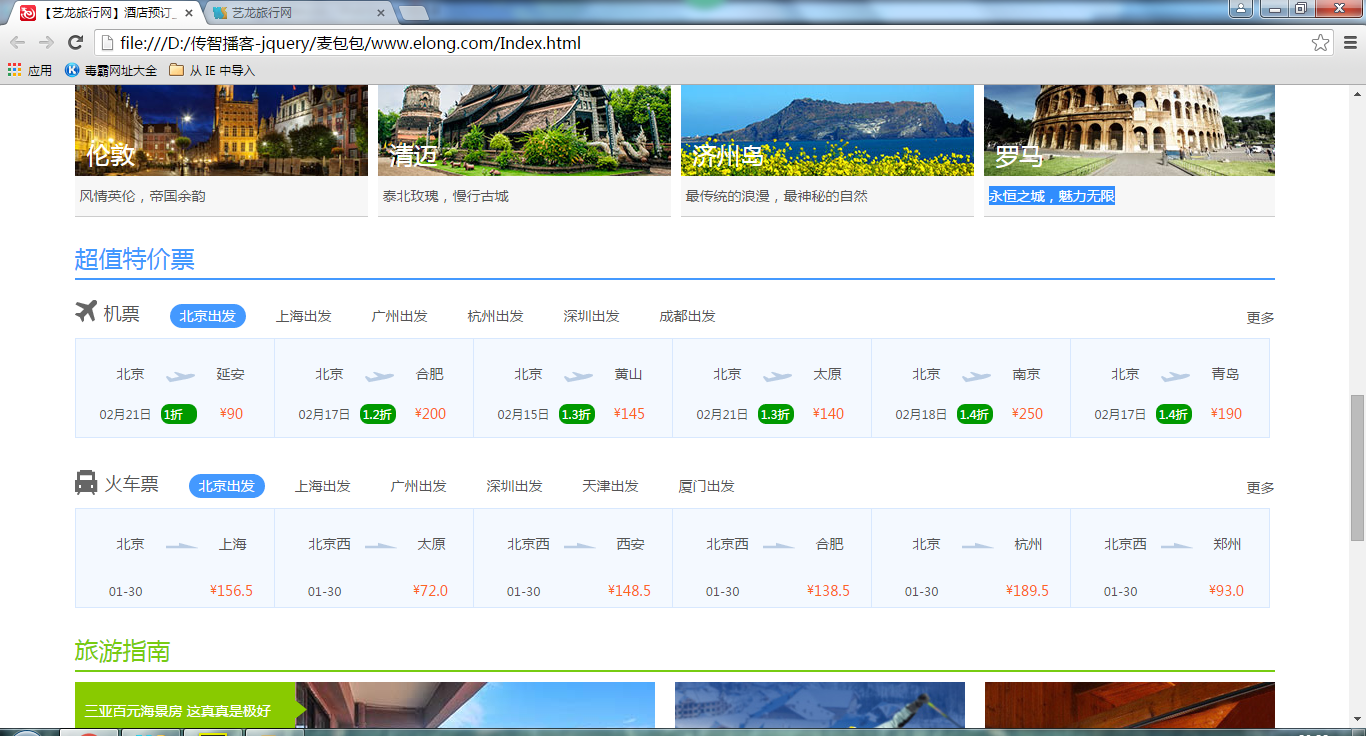 【艺龙旅行网】酒店预订_
艺龙旅行网
file:///D:/传智播客-jquery/麦包包/www.elong.com/Index.html
应用 毒霸网址大全 从 IE 中导入
伦敦 清迈 济州岛 罗马
风情英伦，帝国余韵 泰北玫瑰，慢行古城 最传统的浪漫，最神秘的自然 永恒之城，魅力无限
超值特价票
机票 北京出发 上海出发 广州出发 杭州出发 深圳出发 成都出发 更多
北京 延安 北京 合肥 北京 黄山 北京 太原 北京 南京 北京 青岛
02月21日 1折 ¥90 02月17日 1.2折 ¥200 02月15日 1.3折 ¥145 02月21日 1.3折 ¥140 02月18日 1.4折 ¥250 02月17日 1.4折 ¥190
火车票 北京出发 上海出发 广州出发 深圳出发 天津出发 厦门出发 更多
北京 上海 北京西 太原 北京西 西安 北京西 合肥 北京 杭州 北京西 郑州
01-30 ¥156.5 01-30 ¥72.0 01-30 ¥148.5 01-30 ¥138.5 01-30 ¥189.5 01-30 ¥93.0
旅游指南
三亚百元海景房 这真真是极好